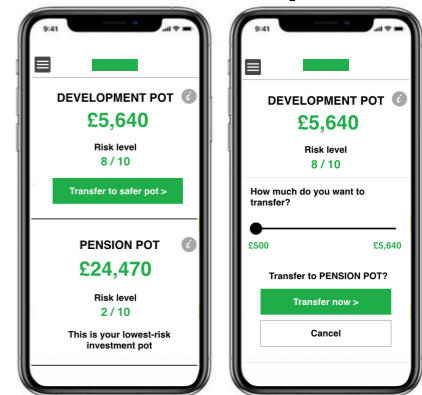 9:41
DEVELOPMENT POT
i
£5,640
Risk level
8 / 10
Transfer to safer pot >
PENSION POT
i
£24,470
Risk level
2 / 10
This is your lowest-risk
investment pot
9:41
DEVELOPMENT POT
i
£5,640
Risk level
8 / 10
How much do you want to
transfer?
£500
£5,640
Transfer to PENSION POT?
Transfer now >
Cancel